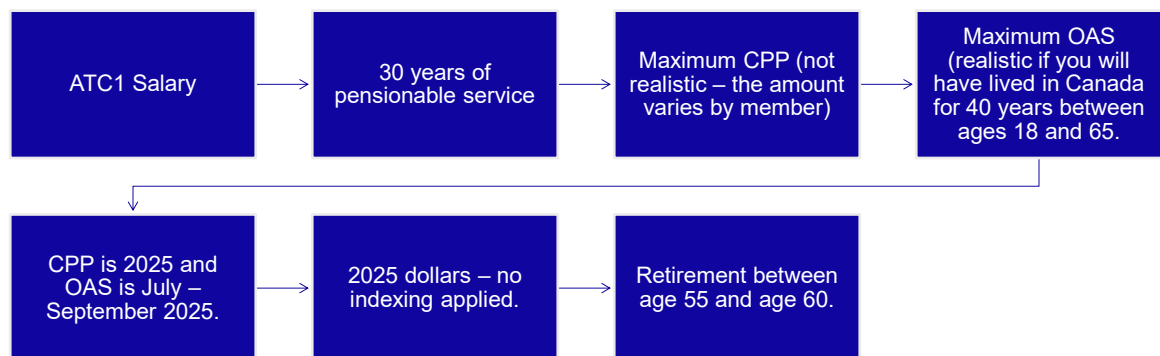 ATC1 Salary
30 years of
pensionable service
Maximum CPP (not
realistic – the
amount
varies by
member)
Maximum OAS
(realistic if you will
have lived in Canada
for 40 years between
ages 18 and 65.
CPP is 2025 and
OAS is July –
September 2025.
2025 dollars – no
indexing applied.
Retirement between
age 55 and age 60.